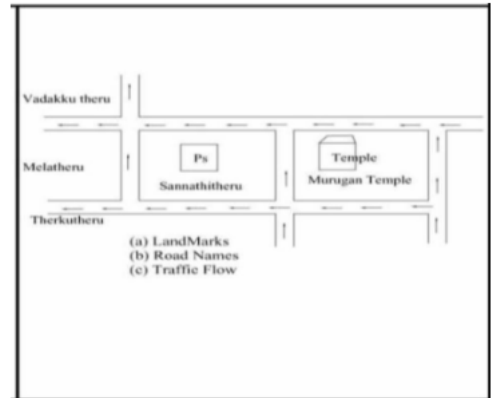 Vadakku theru
Ps
Temple
Melatheru
Sannathitheru
Murugan Temple
Therkutheru
(a) LandMarks
(b) Road Names
(c) Traffic Flow